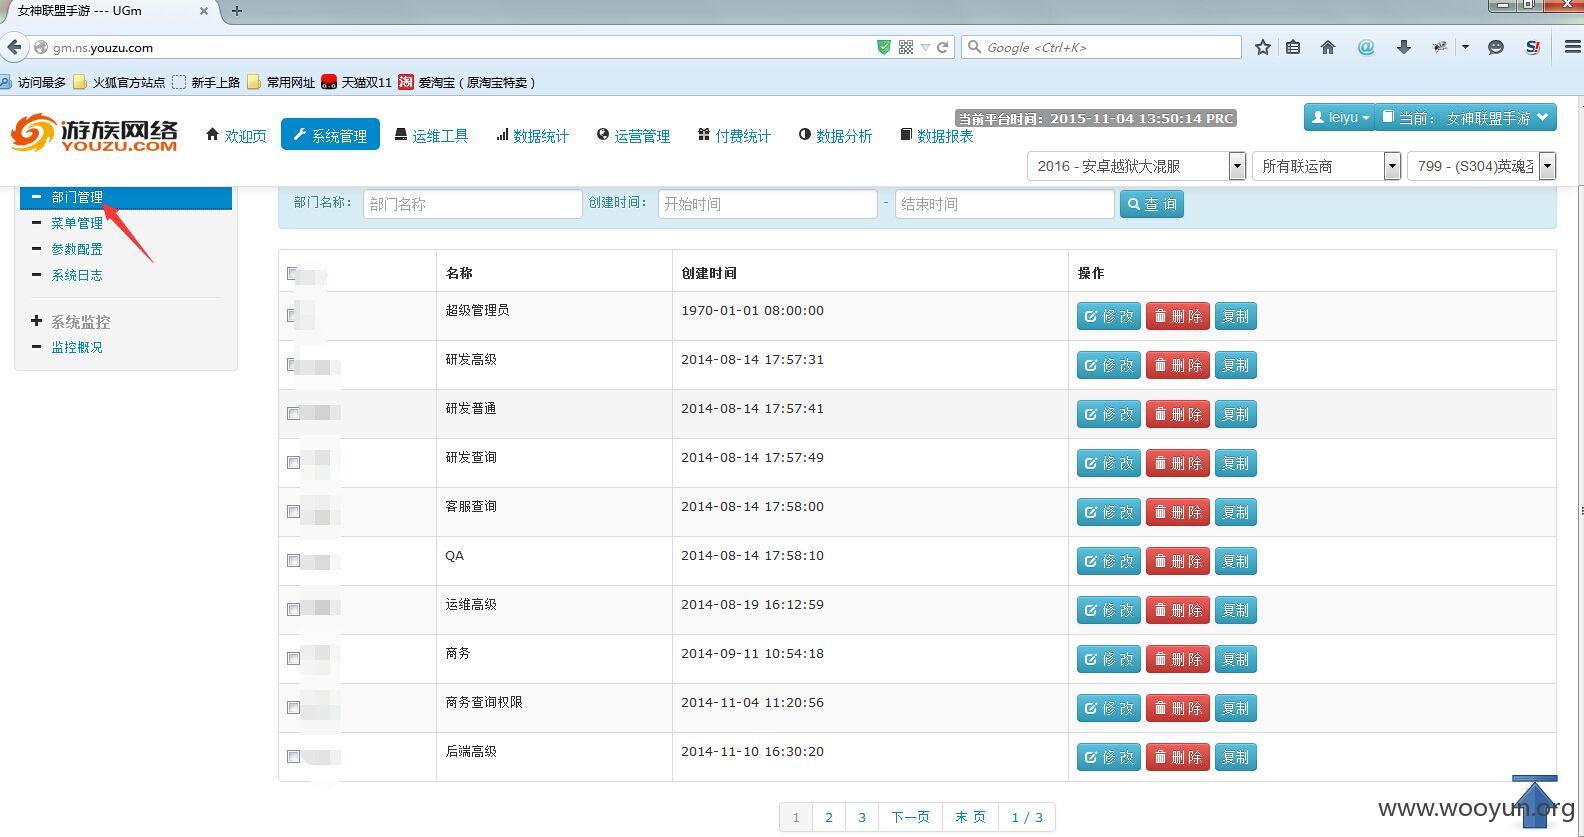 女神联盟手游 --- UGm
gm.ns.youzu.com
Google <Ctrl+K>
访问最多 火狐官方站点 新手上路 常用网址 天猫双11 淘 爱淘宝（原淘宝特卖）
游族网络
YOUZU.COM
欢迎页 系统管理 运维工具 数据统计 运营管理 付费统计 数据分析 数据报表
当前平台时间：2015-11-04 13:50:14 PRC
leiyu 当前： 女神联盟手游
2016 - 安卓越狱大混服 所有联运商 799 - (S304)英魂圣
部门管理
菜单管理
参数配置
系统日志
系统监控
监控概况
部门名称： 部门名称 创建时间： 开始时间 - 结束时间 查 询
名称 创建时间 操作
超级管理员 1970-01-01 08:00:00 修 改 删 除 复制
研发高级 2014-08-14 17:57:31 修 改 删 除 复制
研发普通 2014-08-14 17:57:41 修 改 删 除 复制
研发查询 2014-08-14 17:57:49 修 改 删 除 复制
客服查询 2014-08-14 17:58:00 修 改 删 除 复制
QA 2014-08-14 17:58:10 修 改 删 除 复制
运维高级 2014-08-19 16:12:59 修 改 删 除 复制
商务 2014-09-11 10:54:18 修 改 删 除 复制
商务查询权限 2014-11-04 11:20:56 修 改 删 除 复制
后端高级 2014-11-10 16:30:20 修 改 删 除 复制
1 2 3 下一页 末 页 1 / 3
www.wooyun.org